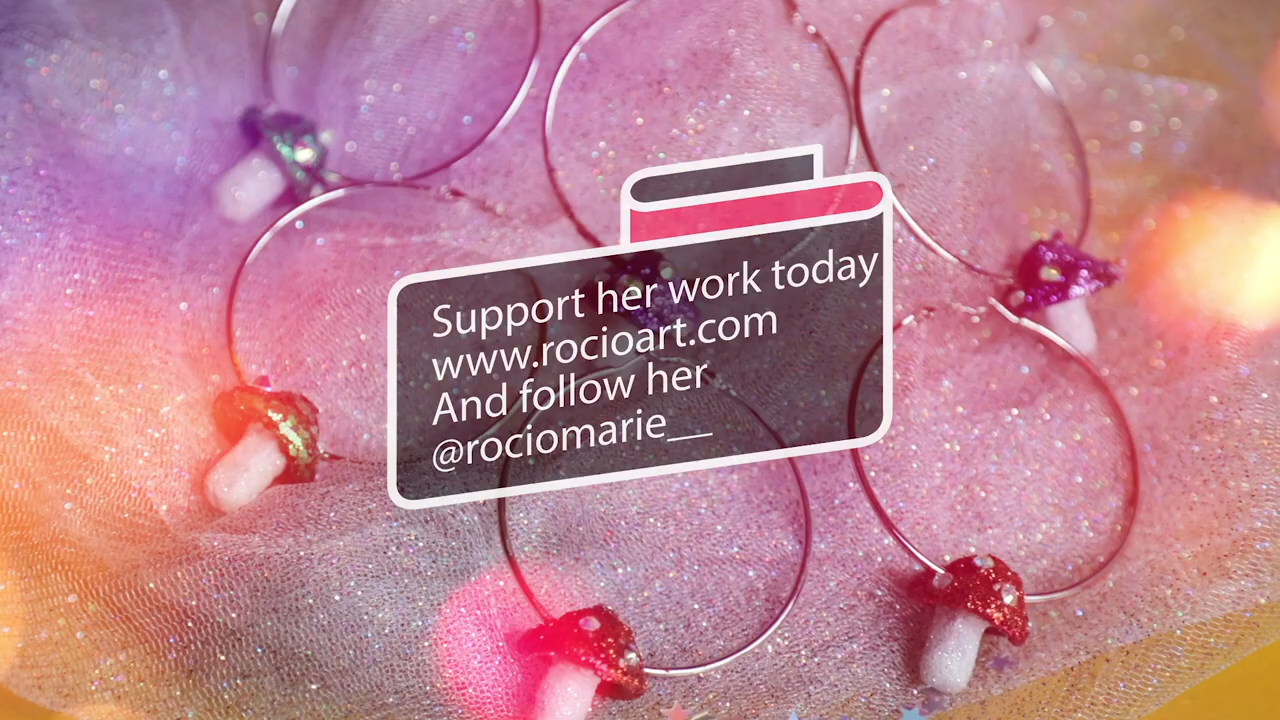 Support her work today
www.rocioart.com
And follow her
@rociomarie__